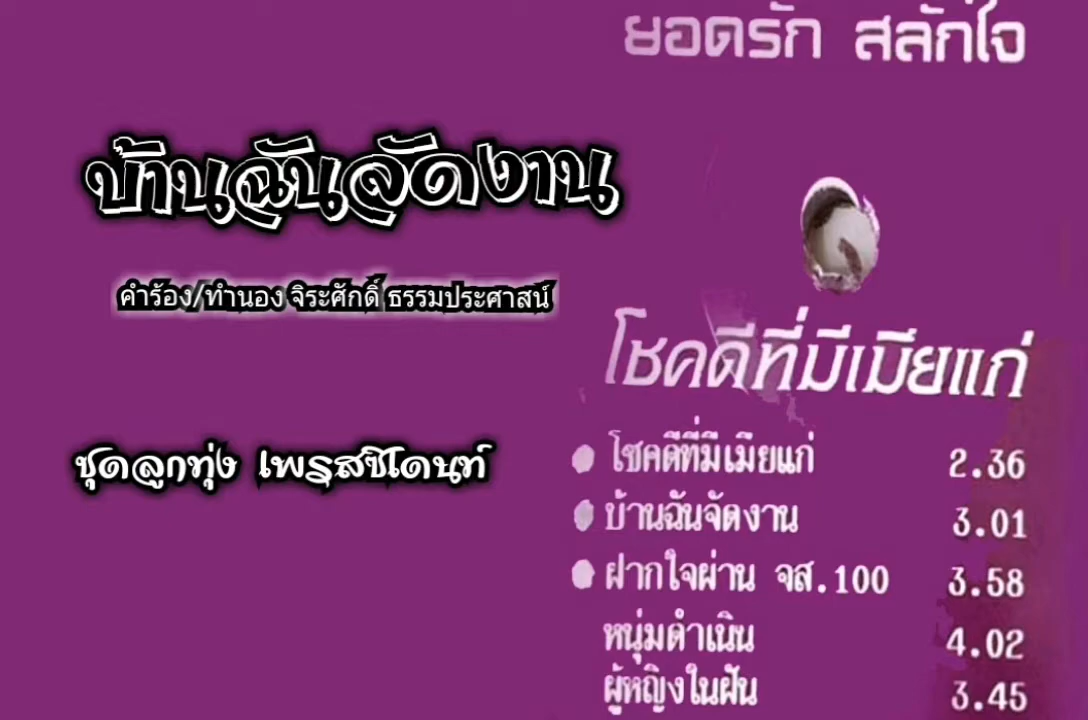 ยอดรัก สลักใจ
บ้านฉันจัดงาน
คำร้อง/ทำนอง จิระศักดิ์ ธรรมประศาสน์
โชคดีที่มีเมียแก่
ชุดลูกทุ่ง เพรสซิเดนท์
● โชคดีที่มีเมียแก่ 2.36
● บ้านฉันจัดงาน 3.01
● ฝากใจผ่าน จส.100 3.58
หนุ่มดำเนิน 4.02
ผู้หญิงในฝัน 3.45